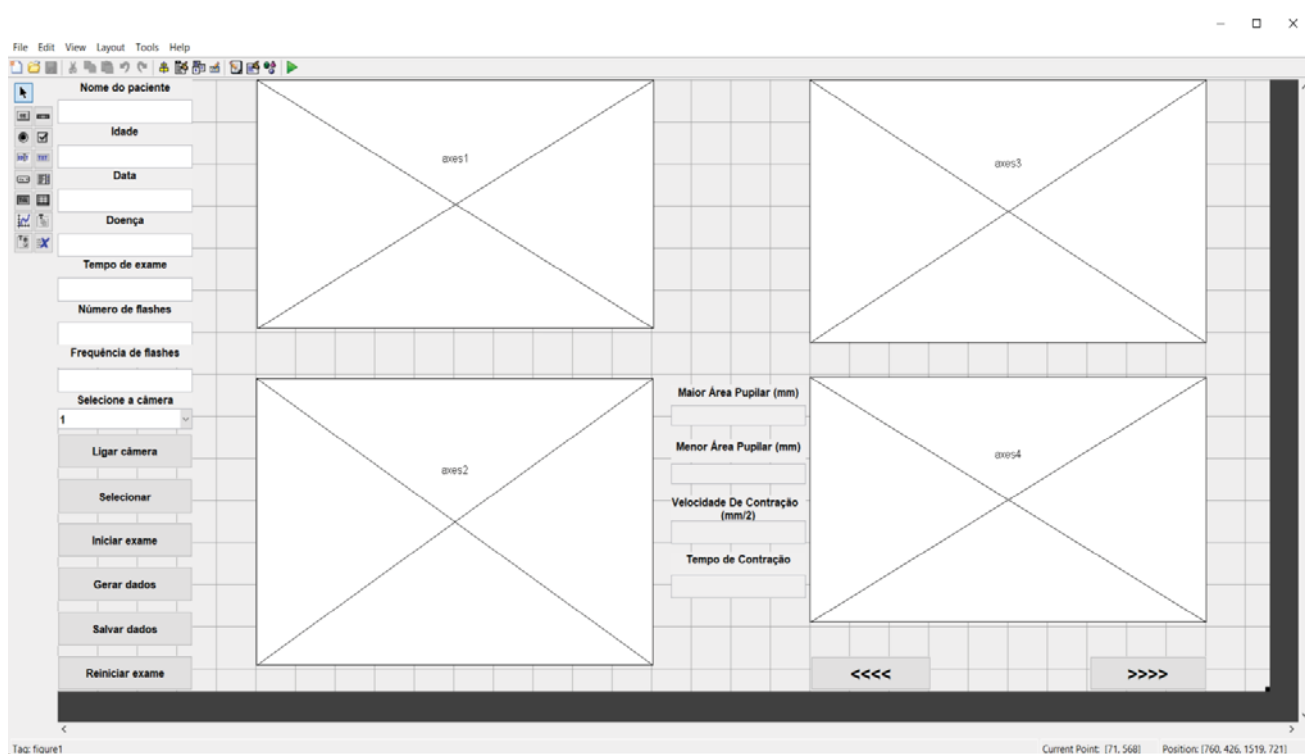 File Edit View Layout Tools Help
Nome do paciente
Idade
Data
Doença
Tempo de exame
Número de flashes
Frequência de flashes
Selecione a câmera
1
Ligar câmera
Selecionar
Iniciar exame
Gerar dados
Salvar dados
Reiniciar exame
axes1
axes2
Maior Área Pupilar (mm)
Menor Área Pupilar (mm)
Velocidade De Contração
(mm/2)
Tempo de Contração
axes3
axes4
<<<<
>>>>
Tag: figure1
Current Point: [71, 568] Position: [760, 426, 1519, 721]